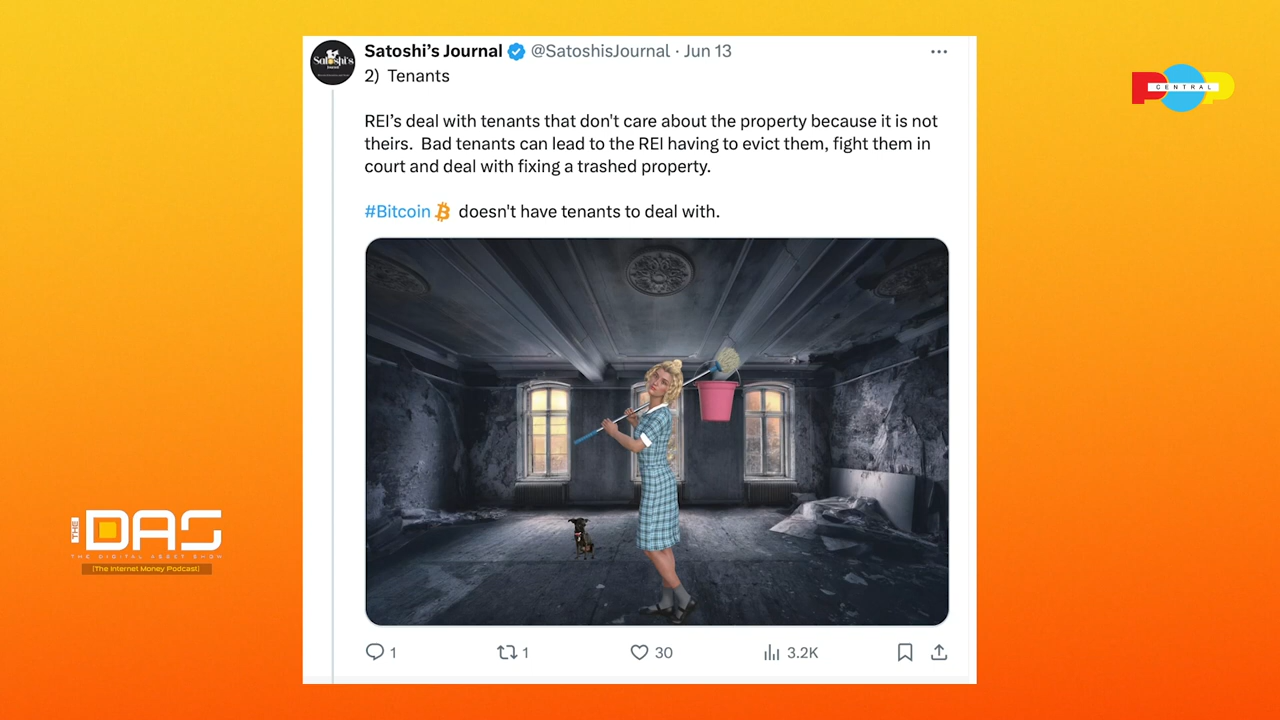 Satoshi's
Satoshi’s Journal @SatoshisJournal · Jun 13
2) Tenants
REI’s deal with tenants that don't care about the property because it is not
theirs. Bad tenants can lead to the REI having to evict them, fight them in
court and deal with fixing a trashed property.
#Bitcoin doesn't have tenants to deal with.
1
1
30
3.2K
POP
CENTRAL
THE
DAS
THE DIGITAL ASSET SHOW
(The Internet Money Podcast)